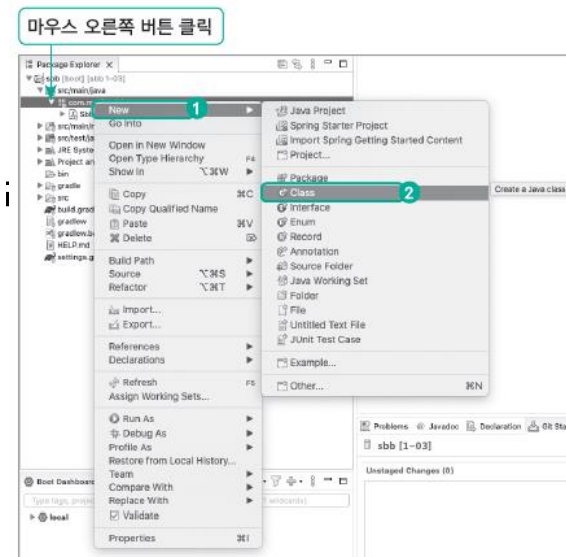 마우스 오른쪽 버튼 클릭
Package Explorer
sbb [boot] [sbb 1-03]
src/main/java
New 1
Go Into
Open in New Window
Open Type Hierarchy F4
Show In ⌥⌘W
Copy ⌘C
Copy Qualified Name
Paste ⌘V
Delete
Build Path
Source ⌥⌘S
Refactor ⌥⌘T
Import...
Export...
References
Declarations
Refresh F5
Assign Working Sets...
Run As
Debug As
Profile As
Restore from Local History...
Team
Compare With
Replace With
Validate
Properties ⌘I
Java Project
Spring Starter Project
Import Spring Getting Started Content
Project...
Package
Class 2
Interface
Enum
Record
Annotation
Source Folder
Java Working Set
Folder
File
Untitled Text File
JUnit Test Case
Example...
Other... ⌘N
Create a Java class
bin
gradle
src
gradlew
HELP.md
i
Problems
Javadoc
Declaration
Git Sta
sbb [1-03]
Unstaged Changes (0)
Boot Dashboard
local